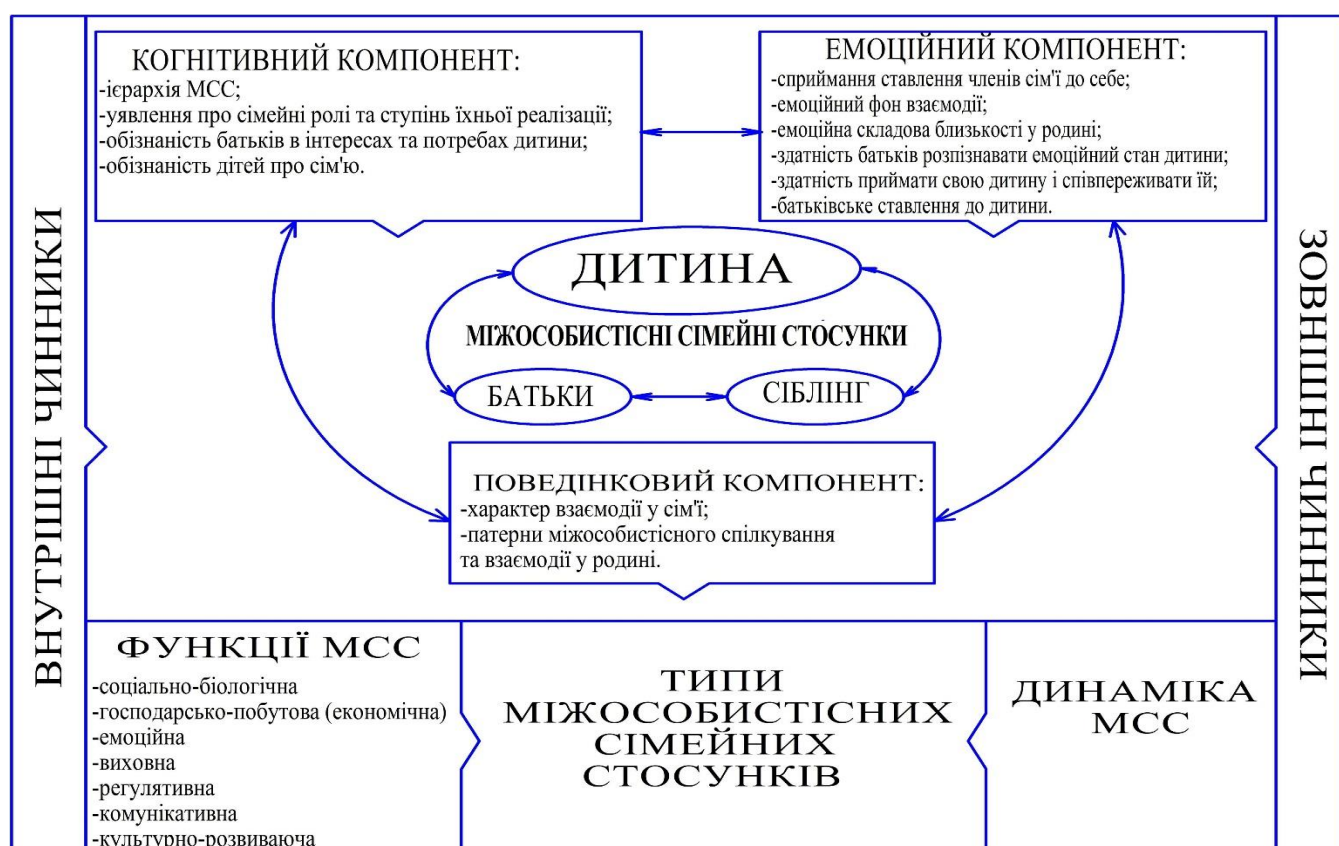 ВНУТРІШНІ ЧИННИКИ
КОГНІТИВНИЙ КОМПОНЕНТ:
-ієрархія МСС;
-уявлення про сімейні ролі та ступінь їхньої реалізації;
-обізнаність батьків в інтересах та потребах дитини;
-обізнаність дітей про сім'ю.
ЕМОЦІЙНИЙ КОМПОНЕНТ:
-сприймання ставлення членів сім'ї до себе;
-емоційний фон взаємодії;
-емоційна складова близькості у родині;
-здатність батьків розпізнавати емоційний стан дитини;
-здатність приймати свою дитину і співпереживати їй;
-батьківське ставлення до дитини.
ДИТИНА
МІЖОСОБИСТІСНІ СІМЕЙНІ СТОСУНКИ
БАТЬКИ
СІБЛІНГ
ПОВЕДІНКОВИЙ КОМПОНЕНТ:
-характер взаємодії у сім'ї;
-патерни міжособистісного спілкування
та взаємодії у родині.
ФУНКЦІЇ МСС
-соціально-біологічна
-господарсько-побутова (економічна)
-емоційна
-виховна
-регулятивна
-комунікативна
-культурно-розвиваюча
ТИПИ
МІЖОСОБИСТІСНИХ
СІМЕЙНИХ
СТОСУНКІВ
ДИНАМІКА
МСС
ЗОВНІШНІ ЧИННИКИ